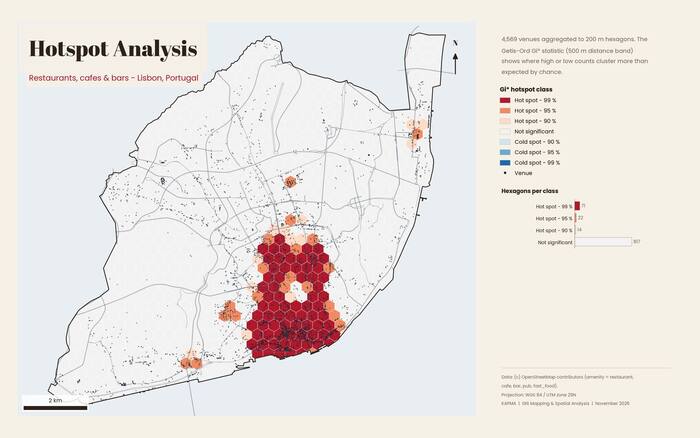 Hotspot Analysis
Restaurants, cafes & bars - Lisbon, Portugal
N
4,569 venues aggregated to 200 m hexagons. The
Getis-Ord Gi* statistic (500 m distance band)
shows where high or low counts cluster more than
expected by chance.
Gi* hotspot class
Hot spot - 99 %
Hot spot - 95 %
Hot spot - 90 %
Not significant
Cold spot - 90 %
Cold spot - 95 %
Cold spot - 99 %
Venue
Hexagons per class
Hot spot - 99 %
Hot spot - 95 % 22
Hot spot - 90 % 14
Not significant
2 km
Data: (c) OpenStreetMap contributors (amenity = restaurant,
cafe, bar, pub, fast_food).
Projection: WGS 84 / UTM zone 29N
| GIS Mapping & Spatial Analysis | November 2026